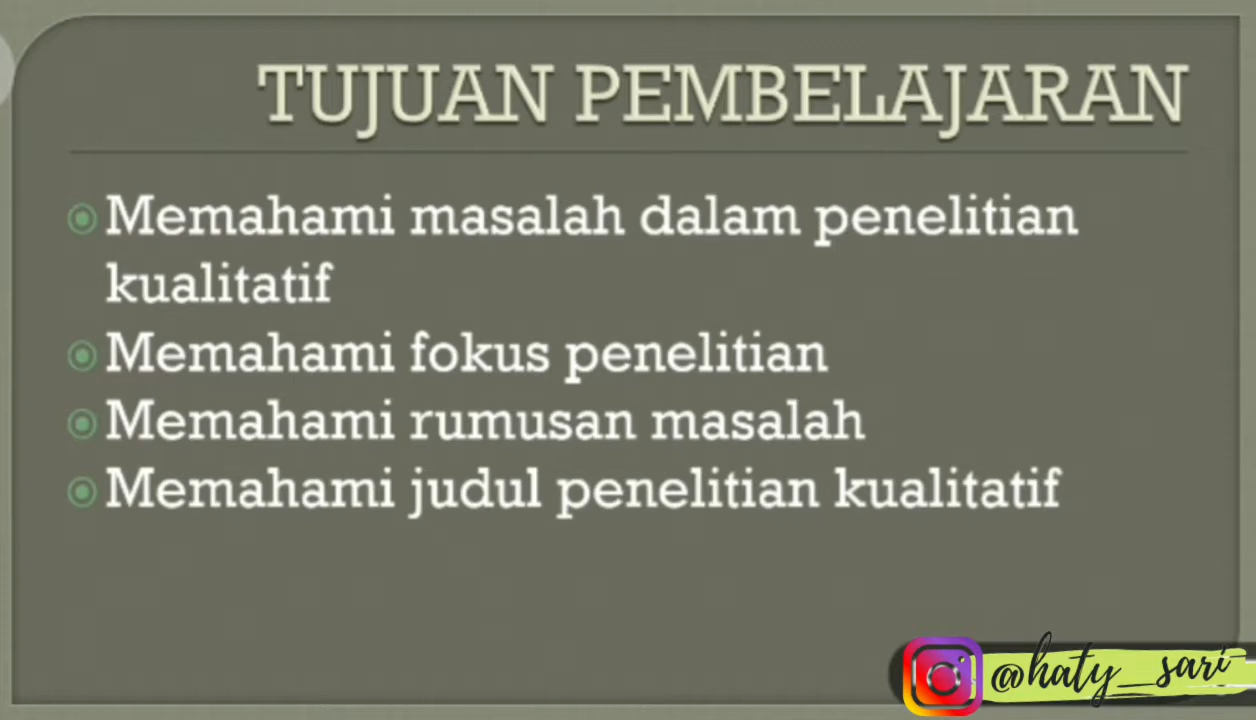 TUJUAN PEMBELAJARAN
Memahami masalah dalam penelitian
kualitatif
Memahami fokus penelitian
Memahami rumusan masalah
Memahami judul penelitian kualitatif
@haty_sari